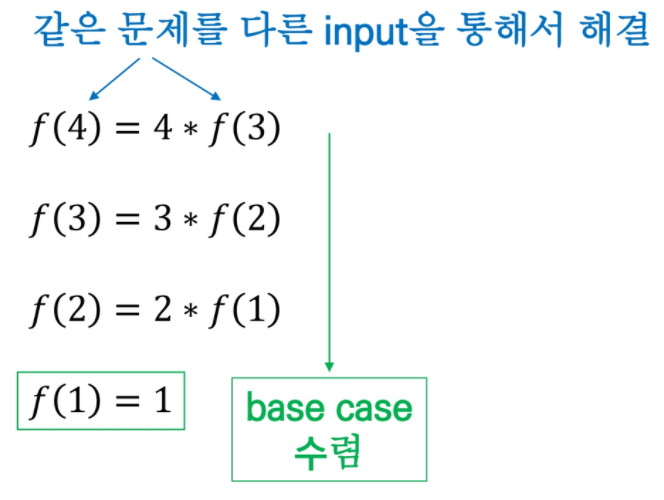 같은 문제를 다른 input을 통해서 해결
f(4) = 4 * f(3)
f(3) = 3 * f(2)
f(2) = 2 * f(1)
f(1) = 1
base case
수렴